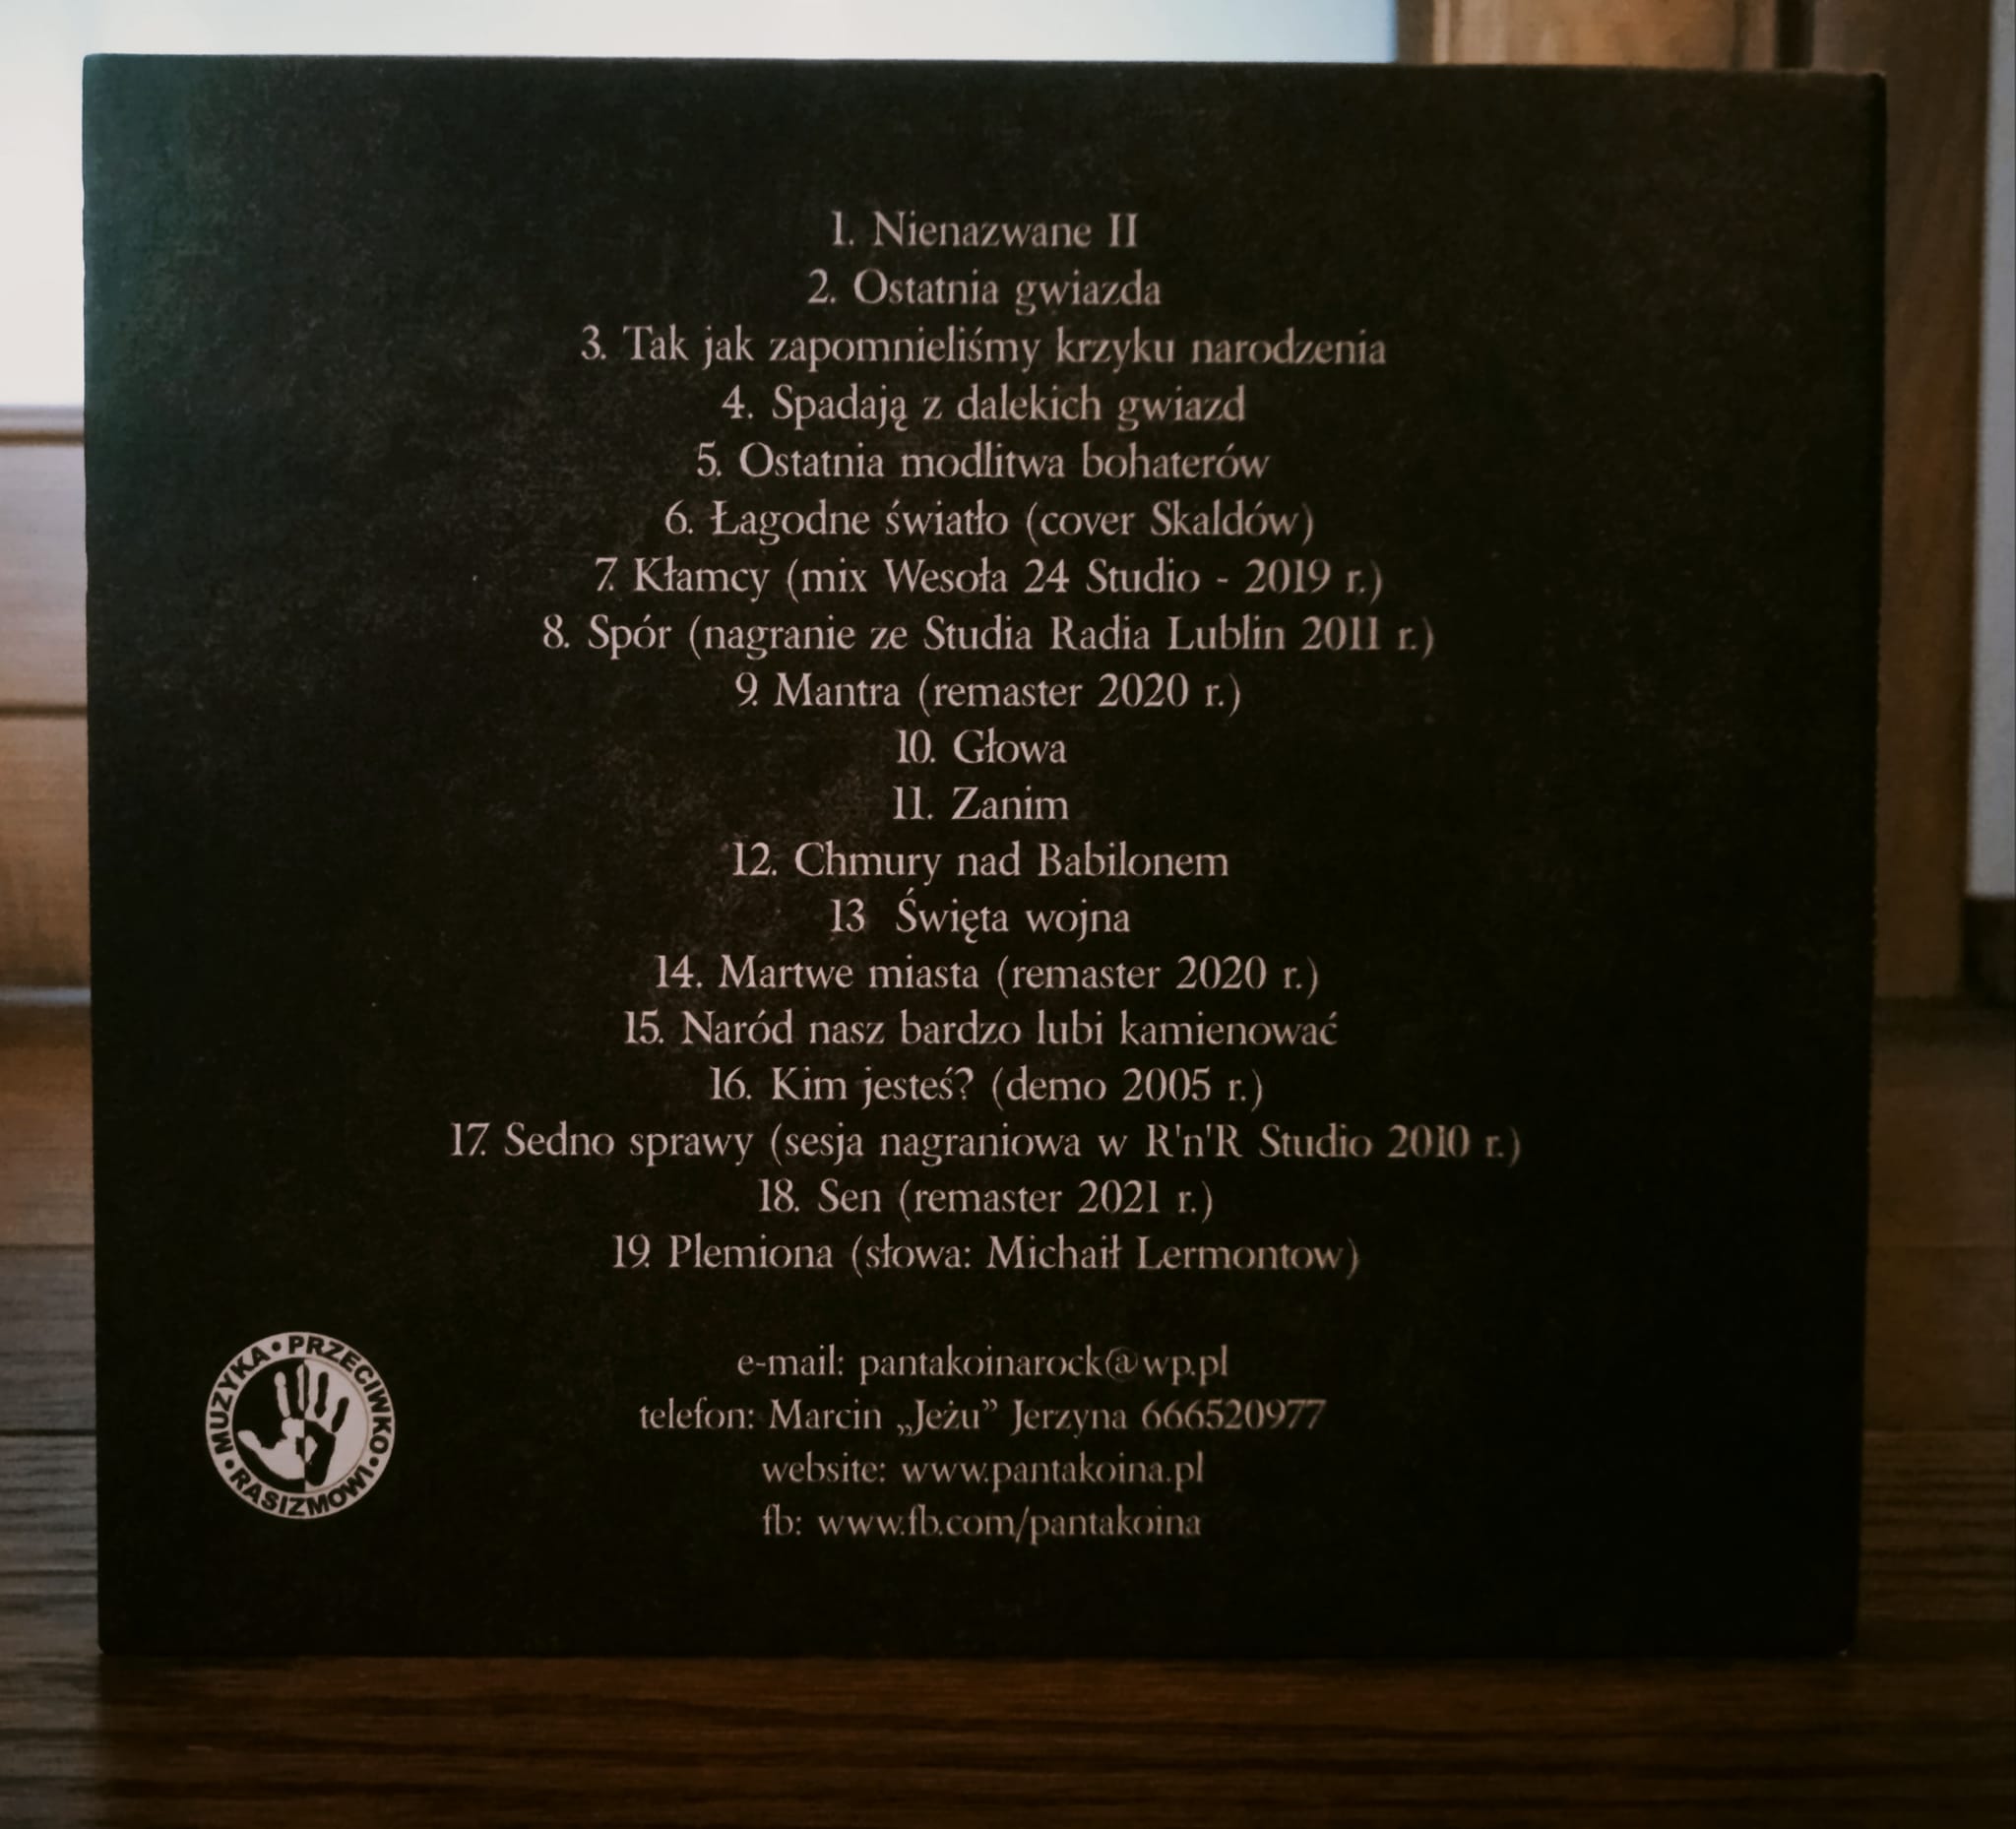 1. Nienazwane II
2. Ostatnia gwiazda
3. Tak jak zapomnieliśmy krzyku narodzenia
4. Spadają z dalekich gwiazd
5. Ostatnia modlitwa bohaterów
6. Łagodne światło (cover Skaldów)
7. Kłamcy (mix Wesoła 24 Studio - 2019 r.)
8. Spór (nagranie ze Studia Radia Lublin 2011 r.)
9. Mantra (remaster 2020 r.)
10. Głowa
11. Zanim
12. Chmury nad Babilonem
13 Święta wojna
14. Martwe miasta (remaster 2020 r.)
15. Naród nasz bardzo lubi kamienować
16. Kim jesteś? (demo 2005 r.)
17. Sedno sprawy (sesja nagraniowa w R'n'R Studio 2010 r.)
18. Sen (remaster 2021 r.)
19. Plemiona (słowa: Michaił Lermontow)
e-mail: pantakoinarock@wp.pl
telefon: Marcin „Jeżu” Jerzyna 666520977
website: www.pantakoina.pl
fb: www.fb.com/pantakoina
MUZYKA • PRZECIWKO • RASIZMOWI •